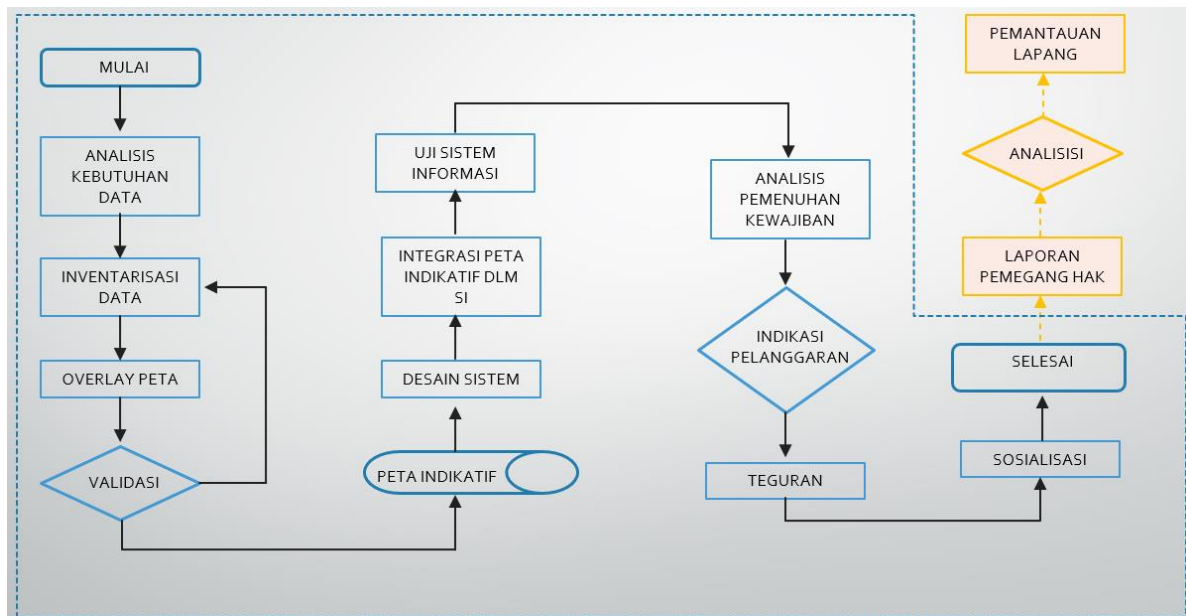 MULAI
ANALISIS
KEBUTUHAN
DATA
INVENTARISASI
DATA
OVERLAY PETA
VALIDASI
PETA INDIKATIF
DESAIN SISTEM
INTEGRASI PETA
INDIKATIF DLM
SI
UJI SISTEM
INFORMASI
ANALISIS
PEMENUHAN
KEWAJIBAN
INDIKASI
PELANGGARAN
TEGURAN
SOSIALISASI
SELESAI
LAPORAN
PEMEGANG HAK
ANALISISI
PEMANTAUAN
LAPANG